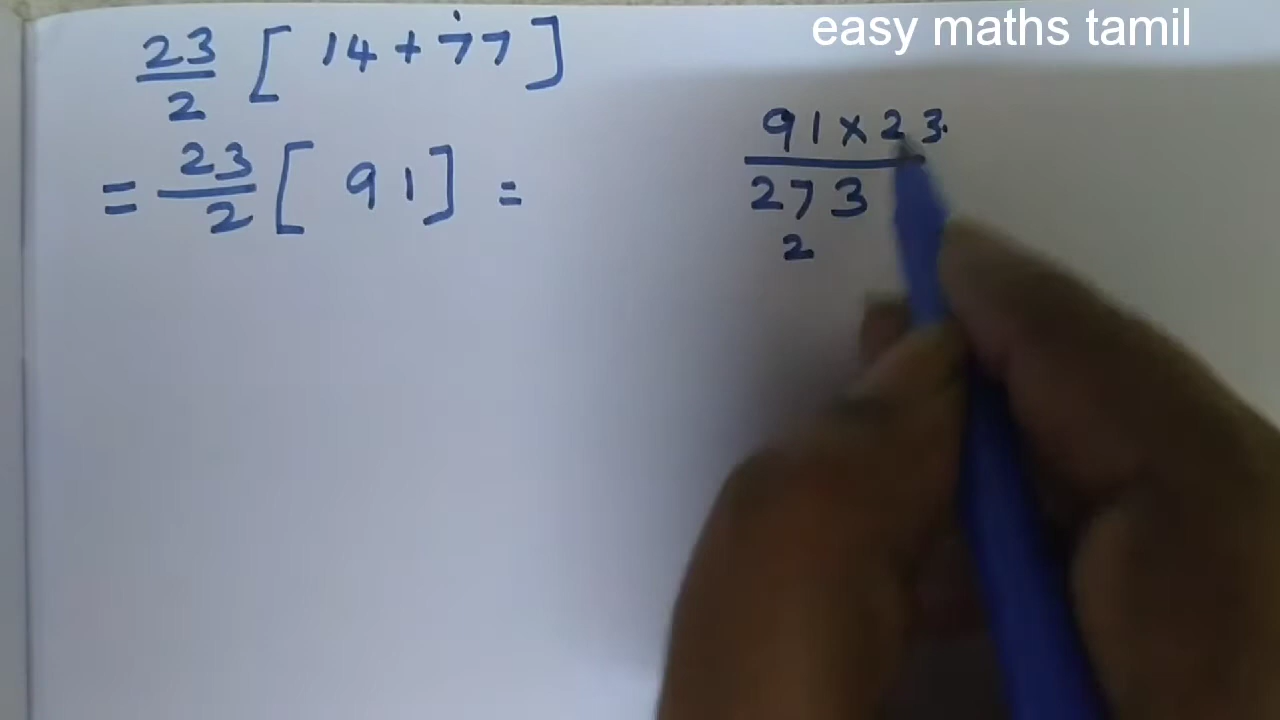 easy maths tamil
23/2 [ 14 + 77 ]
= 23/2 [ 91 ] =
91 x 23
273
2